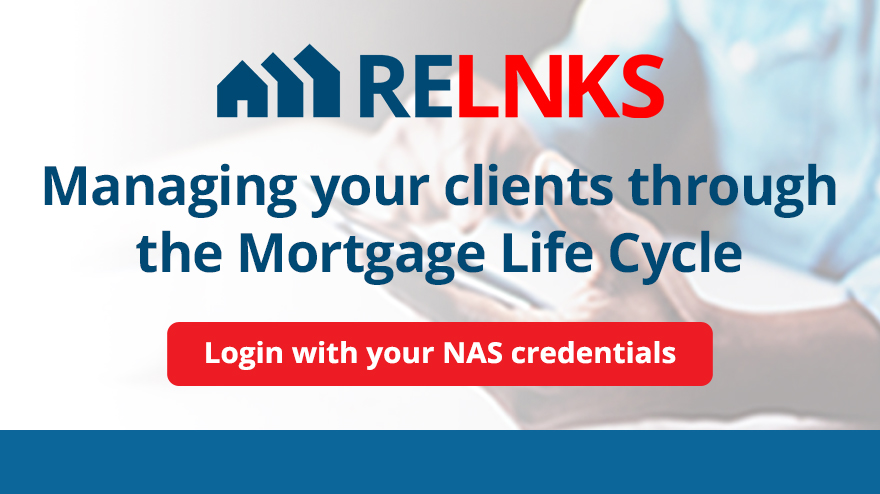 RELNKS
Managing your clients through
the Mortgage Life Cycle
Login with your NAS credentials